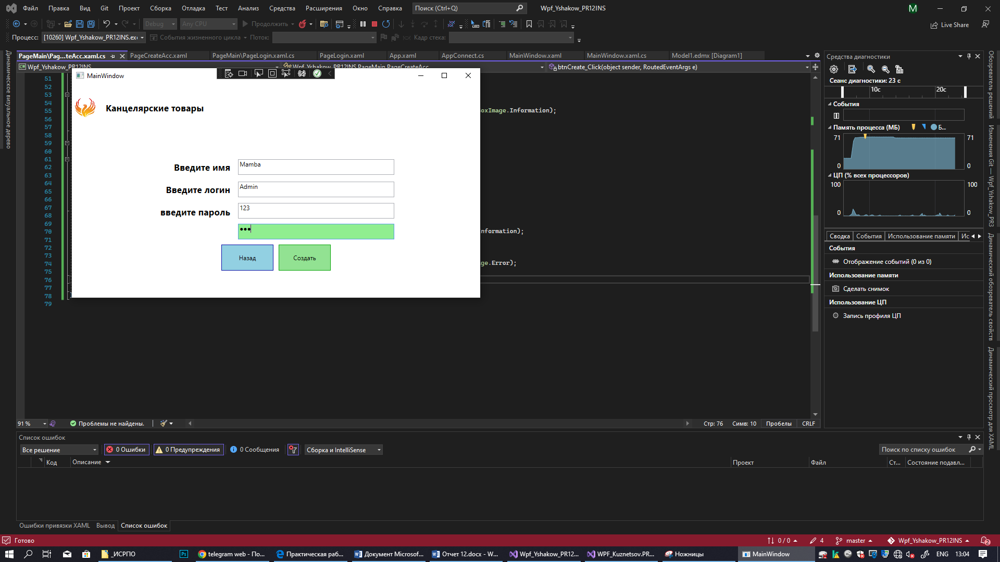 Файл Правка Вид Git Проект Сборка Отладка Тест Анализ Средства Расширения Окно Справка Поиск (Ctrl+Q) Wpf_Yshakow_PR12INS M
Debug Any CPU Продолжить Live Share
Процесс: [10260] Wpf_Yshakow_PR12INS.exe События жизненного цикла Поток: Кадр стека:
PageMain\Pag...teAcc.xaml.cs PageCreateAcc.xaml PageMain\PageLogin.xaml.cs PageLogin.xaml App.xaml AppConnect.cs MainWindow.xaml MainWindow.xaml.cs Model1.edmx [Diagram1]
Wpf_Yshakow_PR12INS Wpf_Yshakow_PR12INS.PageMain.PageCreateAcc btnCreate_Click(object sender, RoutedEventArgs e)
Динамическое визуальное дерево
51
52
53
54
55 oxImage.Information);
56
57
58
59
60
61
62
63
64
65
66
67
68
69
70 nformation);
71
72
73
74 ge.Error);
75
76
77
78
79
MainWindow
Канцелярские товары
Введите имя Mamba
Введите логин Admin
введите пароль 123
•••
Назад Создать
Средства диагностики
Сеанс диагностики: 23 с
10с 20с
События
Память процесса (МБ) Б...
71 71
0 0
ЦП (% всех процессоров)
100 100
0 0
Сводка События Использование памяти Ис
События
Отображение событий (0 из 0)
Использование памяти
Сделать снимок
Использование ЦП
Запись профиля ЦП
Обозреватель решений
Изменения Git — Wpf_Yshakow_PR3
Динамический обозреватель свойств
Динамический просмотр для XAML
91 % Проблемы не найдены. Стр: 76 Симв: 10 Пробелы CRLF
Список ошибок
Все решение 0 Ошибки 0 Предупреждения 0 Сообщения Сборка и IntelliSense Поиск по списку ошибок
Код Описание Проект Файл Ст... Состояние подавл...
Ошибки привязки XAML Вывод Список ошибок
Готово 0 / 0 4 master Wpf_Yshakow_PR12INS 2
_ИСРПО Ps telegram web - По... Практическая раб... Документ Microsof... Отчет 12.docx - W... Wpf_Yshakow_PR12... WPF_Kuznetsov.PR... Ножницы MainWindow ENG 13:04